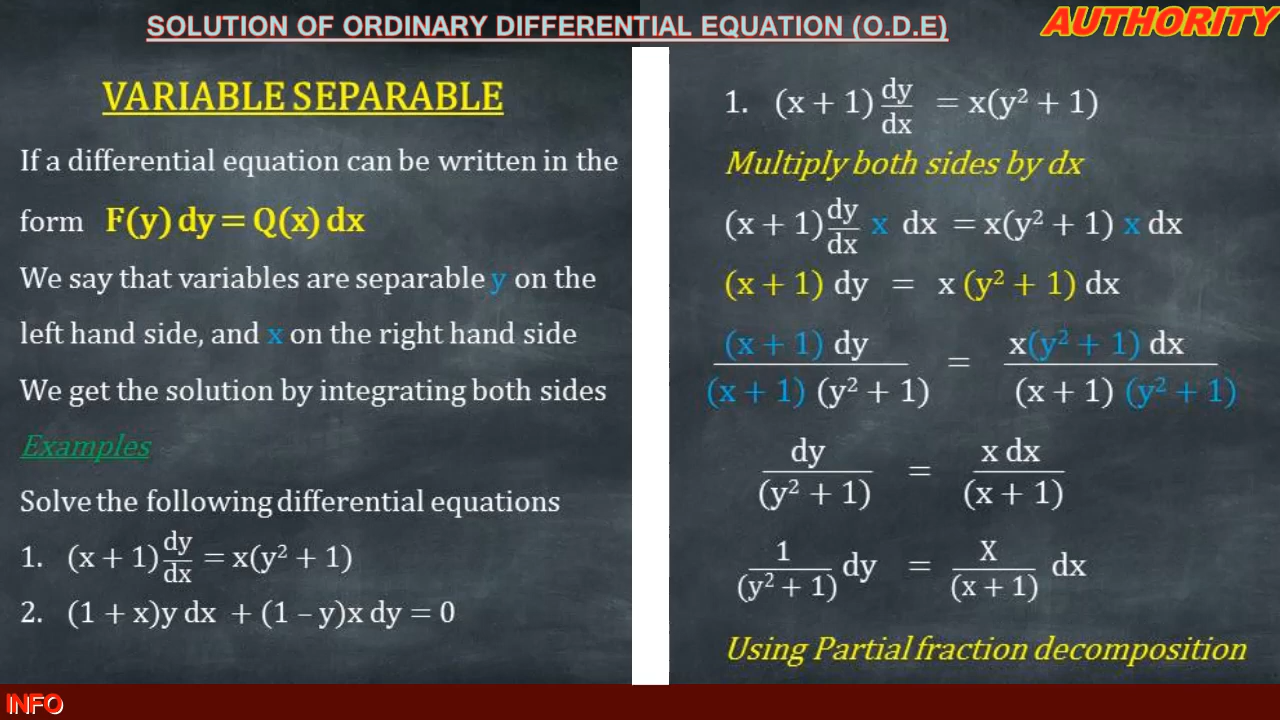 SOLUTION OF ORDINARY DIFFERENTIAL EQUATION (O.D.E)
AUTHORITY
VARIABLE SEPARABLE
If a differential equation can be written in the
form F(y) dy = Q(x) dx
We say that variables are separable y on the
left hand side, and x on the right hand side
We get the solution by integrating both sides
Examples
Solve the following differential equations
1. (x + 1) dy/dx = x(y² + 1)
2. (1 + x)y dx + (1 – y)x dy = 0
1. (x + 1) dy/dx = x(y² + 1)
Multiply both sides by dx
(x + 1) dy/dx x dx = x(y² + 1) x dx
(x + 1) dy = x (y² + 1) dx
(x + 1) dy / (x + 1) (y² + 1) = x(y² + 1) dx / (x + 1) (y² + 1)
dy / (y² + 1) = x dx / (x + 1)
1 / (y² + 1) dy = X / (x + 1) dx
Using Partial fraction decomposition
INFO